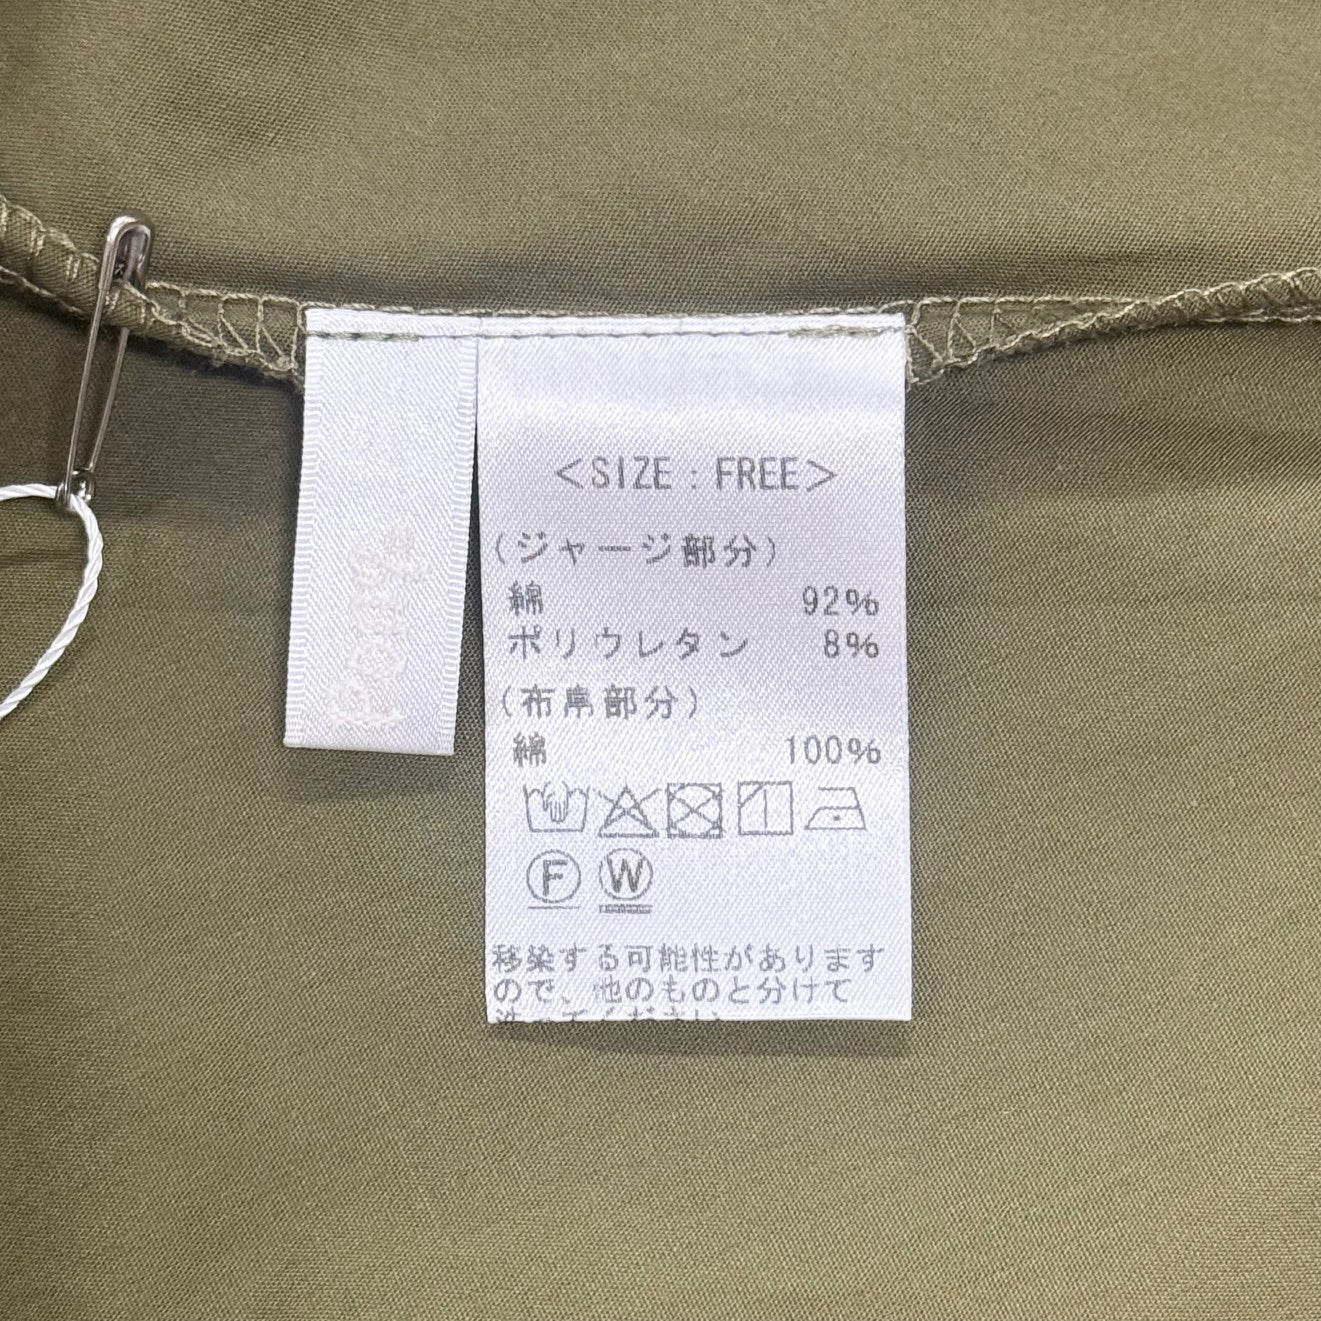 <SIZE : FREE>
(ジャージ部分)
綿 92%
ポリウレタン 8%
(布帛部分)
綿 100%
F W
移染する可能性があります
ので、他のものと分けて